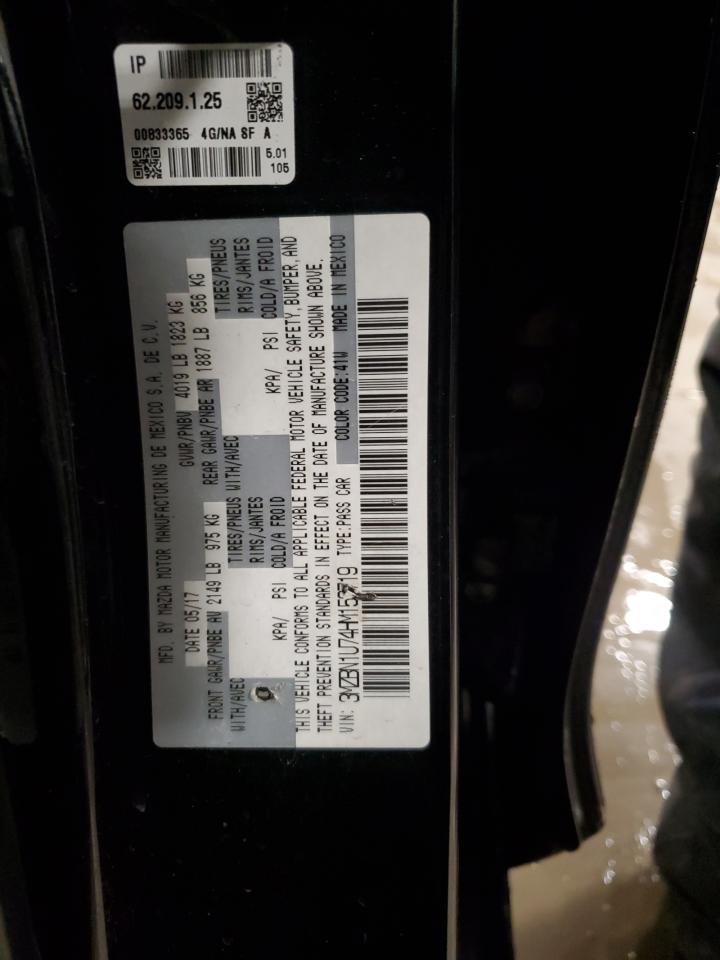 IP
62.209.1.25
00833365 4G/NA SF A
5.01
105
MFD. BY MAZDA MOTOR MANUFACTURING DE MEXICO S.A. DE C.V.
DATE 05/17 GVWR/PNBV 4019 LB 1823 KG
FRONT GAWR/PNBE AV 2149 LB 975 KG REAR GAWR/PNBE AR 1887 LB 856 KG
WITH/AVEC TIRES/PNEUS WITH/AVEC TIRES/PNEUS
RIMS/JANTES RIMS/JANTES
KPA/ PSI COLD/A FROID KPA/ PSI COLD/A FROID
THIS VEHICLE CONFORMS TO ALL APPLICABLE FEDERAL MOTOR VEHICLE SAFETY, BUMPER, AND
THEFT PREVENTION STANDARDS IN EFFECT ON THE DATE OF MANUFACTURE SHOWN ABOVE.
VIN: 3MZBN1U74HM153719 TYPE:PASS CAR COLOR CODE:41W MADE IN MEXICO